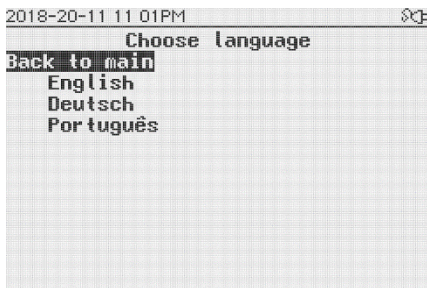 2018-20-11 11 01PM
Choose language
Back to main
English
Deutsch
Português